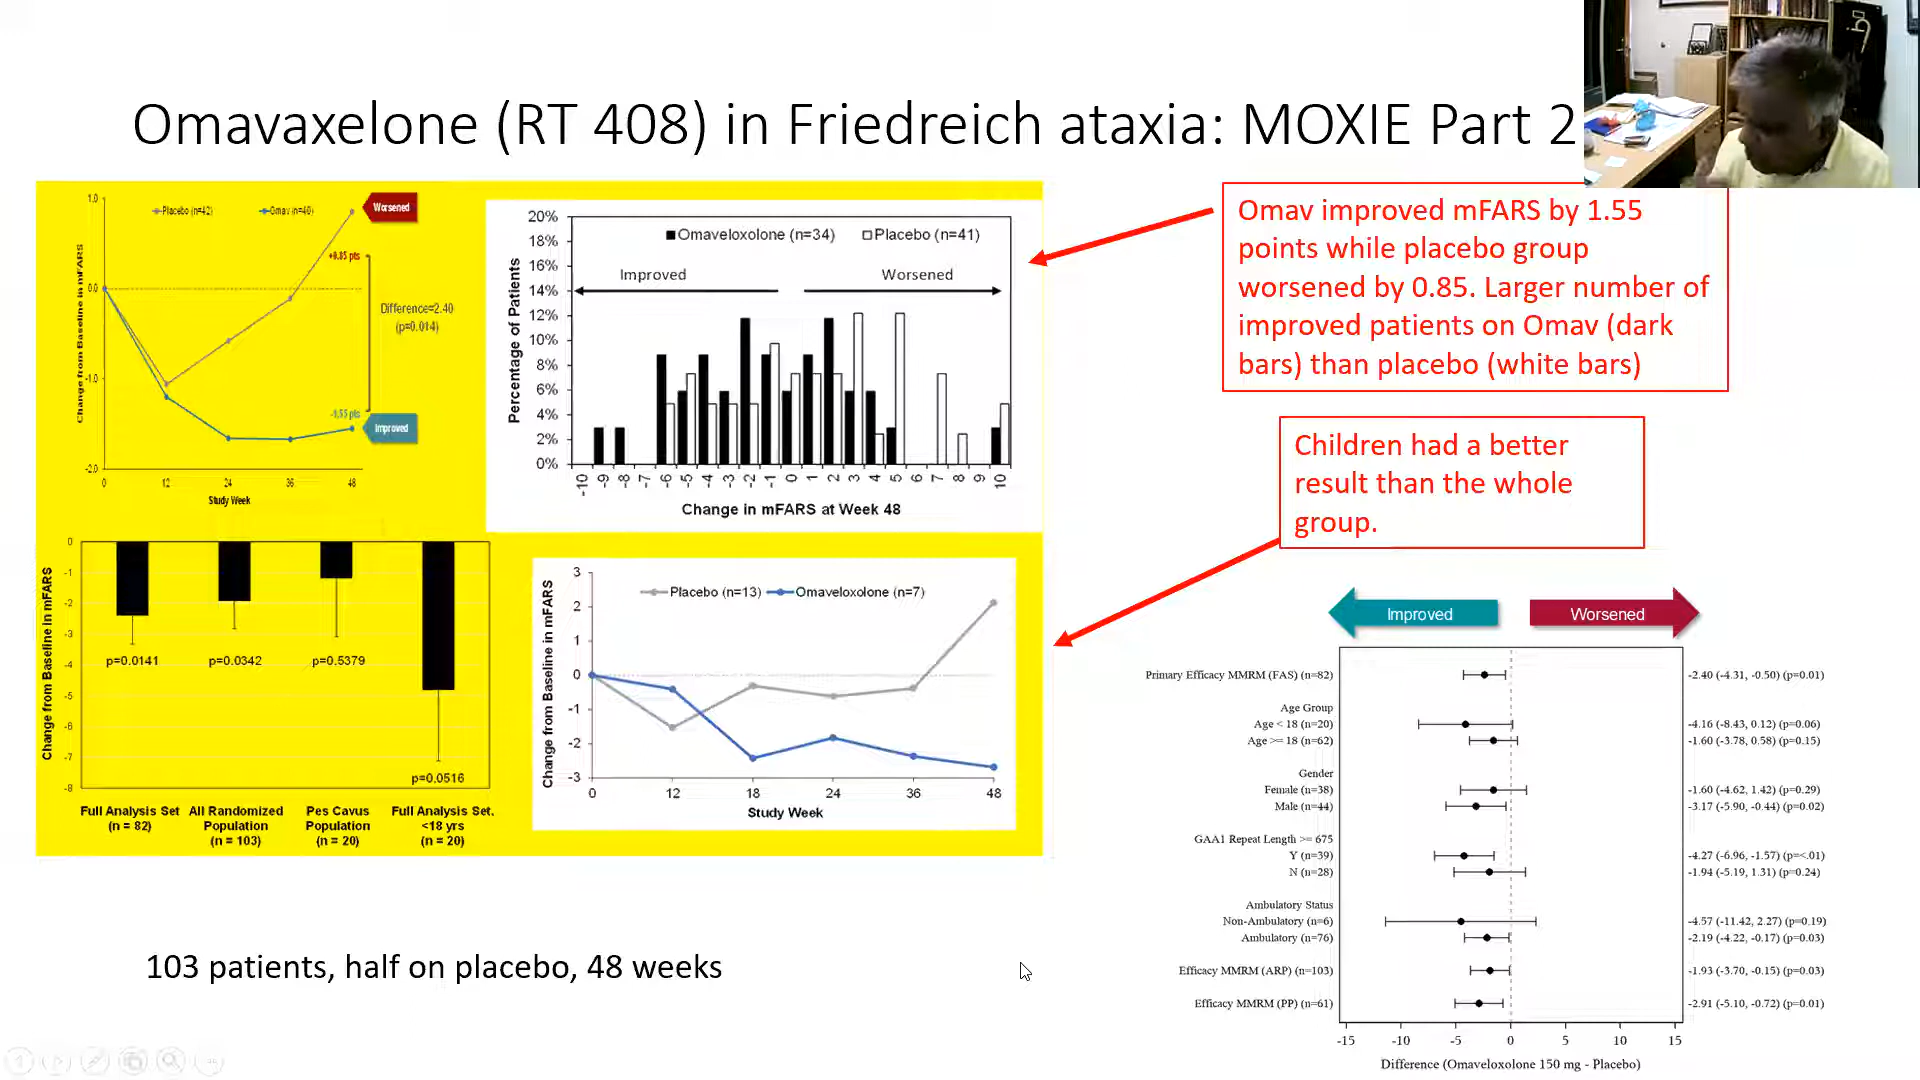 Omavaxelone (RT 408) in Friedreich ataxia: MOXIE Part 2
1.0
0.0
-1.0
-2.0
Change from Baseline in mFARS
Placebo (n=42)
Omav (n=40)
Worsened
+0.85 pts
Difference=2.40
(p=0.014)
-1.55 pts
Improved
0
12
24
36
48
Study Week
20%
18%
16%
14%
12%
10%
8%
6%
4%
2%
0%
Percentage of Patients
Omaveloxolone (n=34)
Placebo (n=41)
Improved
Worsened
-10
-9
-8
-7
-6
-5
-4
-3
-2
-1
0
1
2
3
4
5
6
7
8
9
10
Change in mFARS at Week 48
Omav improved mFARS by 1.55
points while placebo group
worsened by 0.85. Larger number of
improved patients on Omav (dark
bars) than placebo (white bars)
Children had a better
result than the whole
group.
0
-1
-2
-3
-4
-5
-6
-7
-8
Change from Baseline in mFARS
p=0.0141
p=0.0342
p=0.5379
p=0.0516
Full Analysis Set
(n = 82)
All Randomized
Population
(n = 103)
Pes Cavus
Population
(n = 20)
Full Analysis Set,
<18 yrs
(n = 20)
3
2
1
0
-1
-2
-3
Change from Baseline in mFARS
Placebo (n=13)
Omaveloxolone (n=7)
0
12
18
24
36
48
Study Week
Improved
Worsened
Primary Efficacy MMRM (FAS) (n=82) -2.40 (-4.31, -0.50) (p=0.01)
Age Group
Age < 18 (n=20) -4.16 (-8.43, 0.12) (p=0.06)
Age >= 18 (n=62) -1.60 (-3.78, 0.58) (p=0.15)
Gender
Female (n=38) -1.60 (-4.62, 1.42) (p=0.29)
Male (n=44) -3.17 (-5.90, -0.44) (p=0.02)
GAA1 Repeat Length >= 675
Y (n=39) -4.27 (-6.96, -1.57) (p=<.01)
N (n=28) -1.94 (-5.19, 1.31) (p=0.24)
Ambulatory Status
Non-Ambulatory (n=6) -4.57 (-11.42, 2.27) (p=0.19)
Ambulatory (n=76) -2.19 (-4.22, -0.17) (p=0.03)
Efficacy MMRM (ARP) (n=103) -1.93 (-3.70, -0.15) (p=0.03)
Efficacy MMRM (PP) (n=61) -2.91 (-5.10, -0.72) (p=0.01)
-15
-10
-5
0
5
10
15
Difference (Omaveloxolone 150 mg - Placebo)
103 patients, half on placebo, 48 weeks